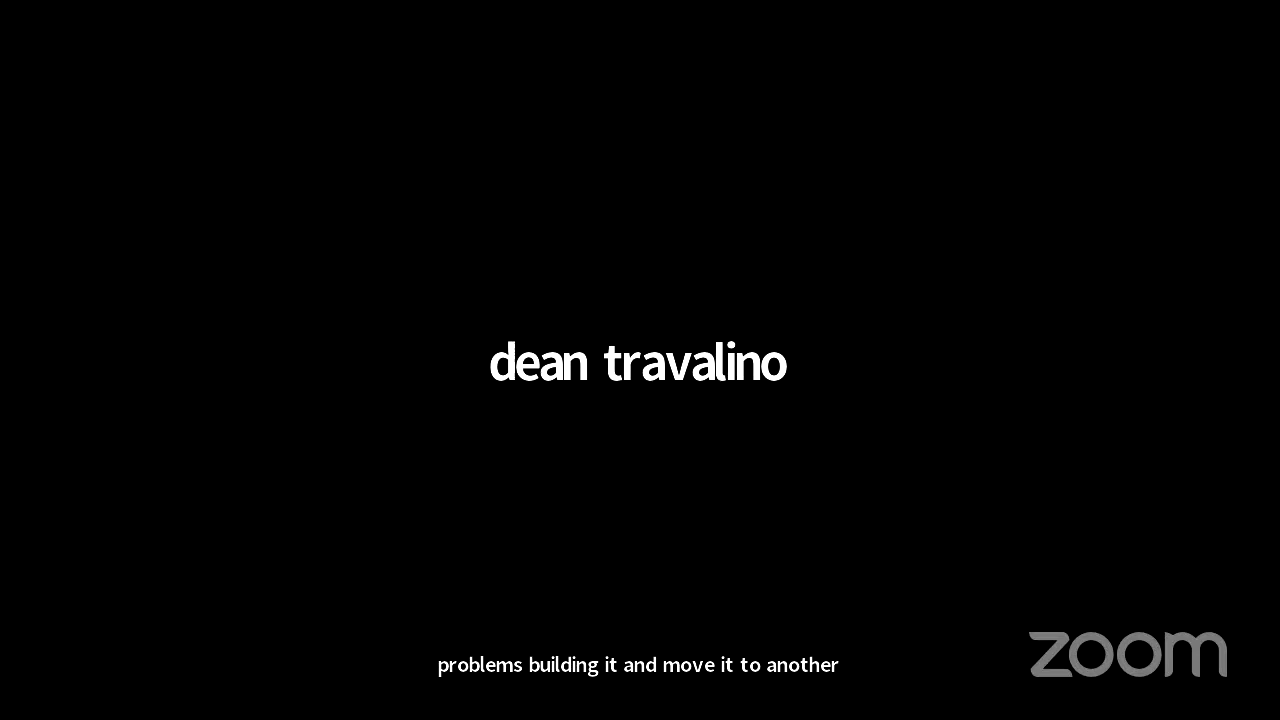 dean travalino
problems building it and move it to another
zoom